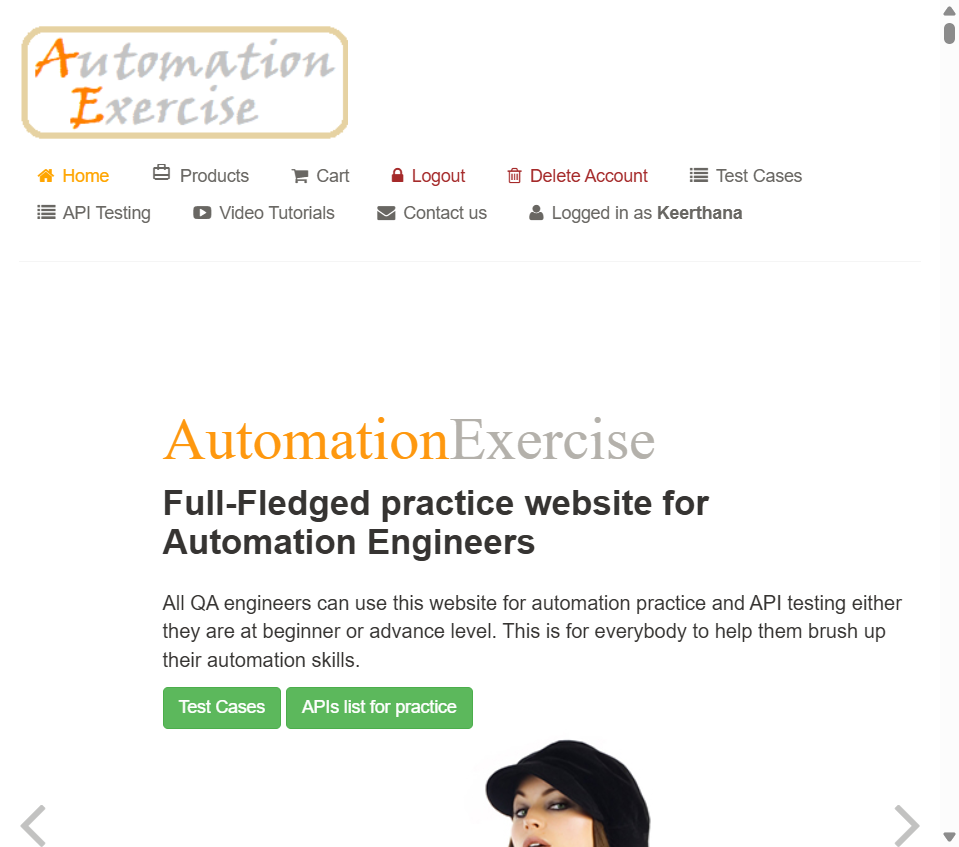 Automation
Exercise
Home Products Cart Logout Delete Account Test Cases
API Testing Video Tutorials Contact us Logged in as Keerthana
AutomationExercise
Full-Fledged practice website for
Automation Engineers
All QA engineers can use this website for automation practice and API testing either
they are at beginner or advance level. This is for everybody to help them brush up
their automation skills.
Test Cases APIs list for practice